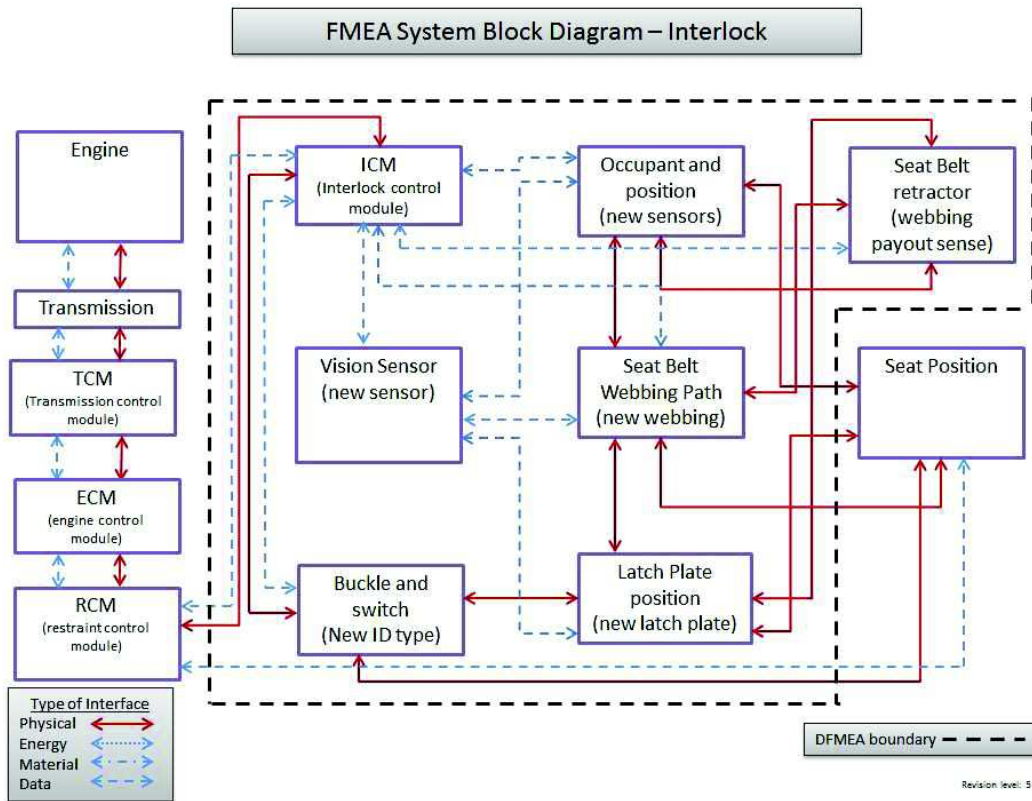 FMEA System Block Diagram – Interlock
Engine
Transmission
TCM
(Transmission control
module)
ECM
(engine control
module)
RCM
(restraint control
module)
ICM
(Interlock control
module)
Vision Sensor
(new sensor)
Buckle and
switch
(New ID type)
Occupant and
position
(new sensors)
Seat Belt
Webbing Path
(new webbing)
Latch Plate
position
(new latch plate)
Seat Belt
retractor
(webbing
payout sense)
Seat Position
Type of Interface
Physical
Energy
Material
Data
DFMEA boundary
Revision level: 5